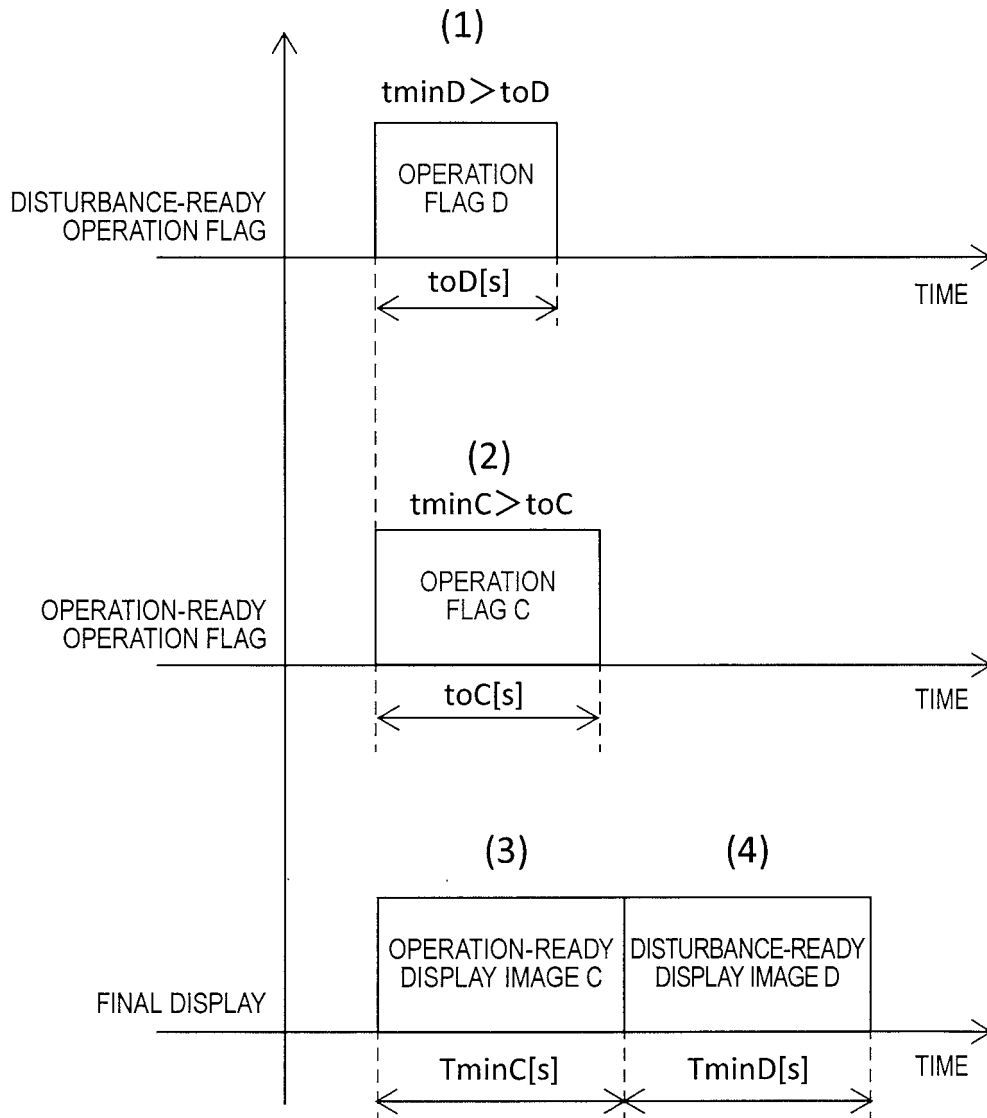 (1)
tminD＞toD
OPERATION
FLAG D
DISTURBANCE-READY
OPERATION FLAG
toD[s]
TIME
(2)
tminC＞toC
OPERATION
FLAG C
OPERATION-READY
OPERATION FLAG
toC[s]
TIME
(3)
(4)
OPERATION-READY
DISPLAY IMAGE C
DISTURBANCE-READY
DISPLAY IMAGE D
FINAL DISPLAY
TminC[s]
TminD[s]
TIME